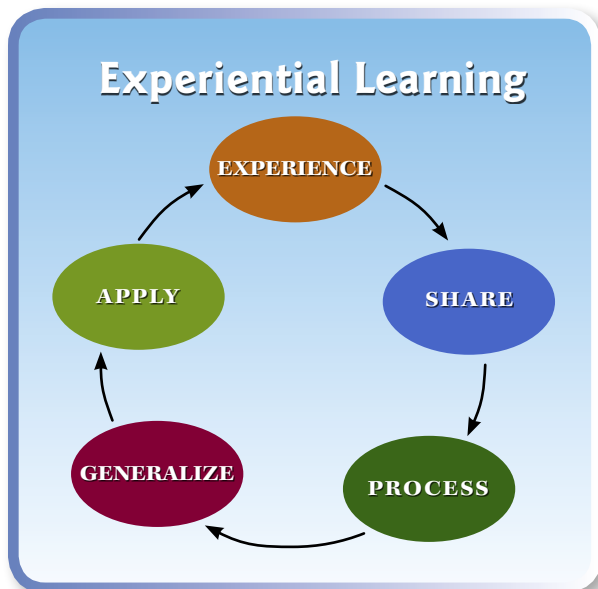 Experiential Learning
EXPERIENCE
SHARE
PROCESS
GENERALIZE
APPLY